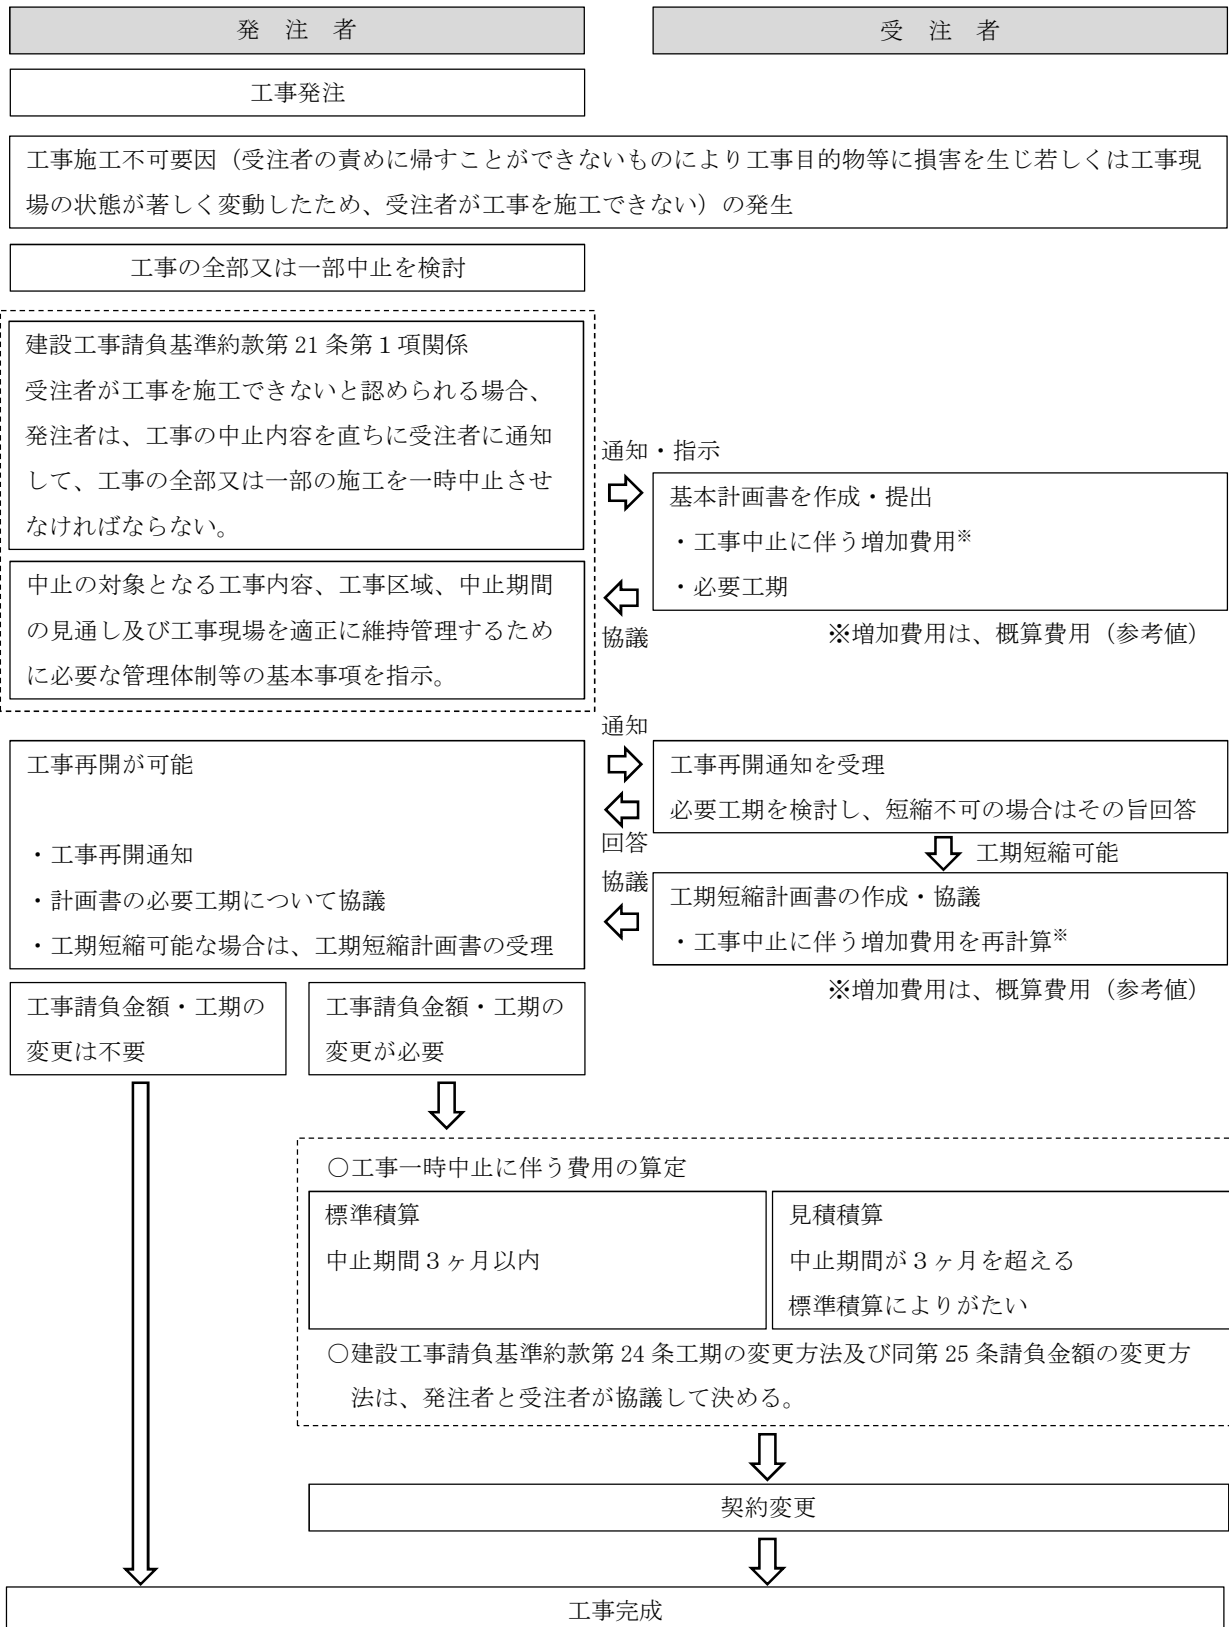 発 注 者
受 注 者
工事発注
工事施工不可要因（受注者の責めに帰すことができないものにより工事目的物等に損害を生じ若しくは工事現
場の状態が著しく変動したため、受注者が工事を施工できない）の発生
工事の全部又は一部中止を検討
建設工事請負基準約款第 21 条第１項関係
受注者が工事を施工できないと認められる場合、
発注者は、工事の中止内容を直ちに受注者に通知
して、工事の全部又は一部の施工を一時中止させ
なければならない。
通知・指示
基本計画書を作成・提出
・工事中止に伴う増加費用※
・必要工期
中止の対象となる工事内容、工事区域、中止期間
の見通し及び工事現場を適正に維持管理するため
に必要な管理体制等の基本事項を指示。
協議
※増加費用は、概算費用（参考値）
通知
工事再開が可能
・工事再開通知
・計画書の必要工期について協議
・工期短縮可能な場合は、工期短縮計画書の受理
工事再開通知を受理
必要工期を検討し、短縮不可の場合はその旨回答
回答
工期短縮可能
協議
工期短縮計画書の作成・協議
・工事中止に伴う増加費用を再計算※
※増加費用は、概算費用（参考値）
工事請負金額・工期の
変更は不要
工事請負金額・工期の
変更が必要
○工事一時中止に伴う費用の算定
標準積算
中止期間３ヶ月以内
見積積算
中止期間が３ヶ月を超える
標準積算によりがたい
○建設工事請負基準約款第 24 条工期の変更方法及び同第 25 条請負金額の変更方
法は、発注者と受注者が協議して決める。
契約変更
工事完成